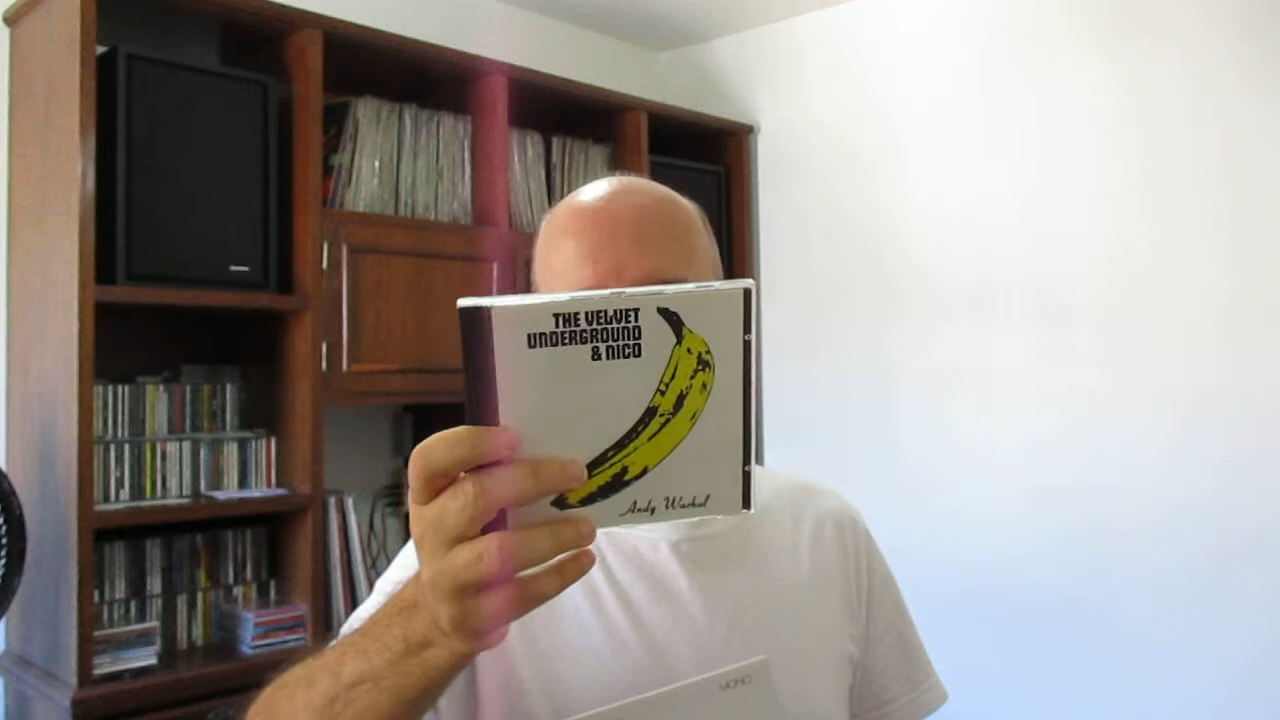 THE VELVET
UNDERGROUND
& NICO
Andy Warhol
MONO